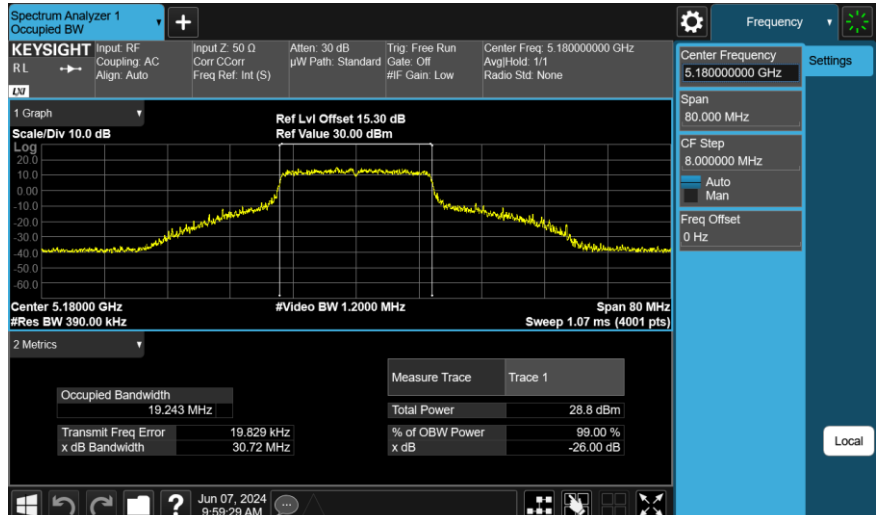 Spectrum Analyzer 1
Occupied BW
+
Frequency
KEYSIGHT
RL
LXI
Input: RF
Coupling: AC
Align: Auto
Input Z: 50 Ω
Corr CCorr
Freq Ref: Int (S)
Atten: 30 dB
µW Path: Standard
Trig: Free Run
Gate: Off
#IF Gain: Low
Center Freq: 5.180000000 GHz
Avg|Hold: 1/1
Radio Std: None
Center Frequency
5.180000000 GHz
Settings
Span
80.000 MHz
CF Step
8.000000 MHz
Auto
Man
Freq Offset
0 Hz
Local
1 Graph
Scale/Div 10.0 dB
Ref Lvl Offset 15.30 dB
Ref Value 30.00 dBm
Log
20.0
10.0
0.00
-10.0
-20.0
-30.0
-40.0
-50.0
-60.0
Center 5.18000 GHz
#Video BW 1.2000 MHz
Span 80 MHz
#Res BW 390.00 kHz
Sweep 1.07 ms (4001 pts)
2 Metrics
Measure Trace Trace 1
Occupied Bandwidth
19.243 MHz
Total Power 28.8 dBm
Transmit Freq Error 19.829 kHz
% of OBW Power 99.00 %
x dB Bandwidth 30.72 MHz
x dB -26.00 dB
?
Jun 07, 2024
9:59:29 AM